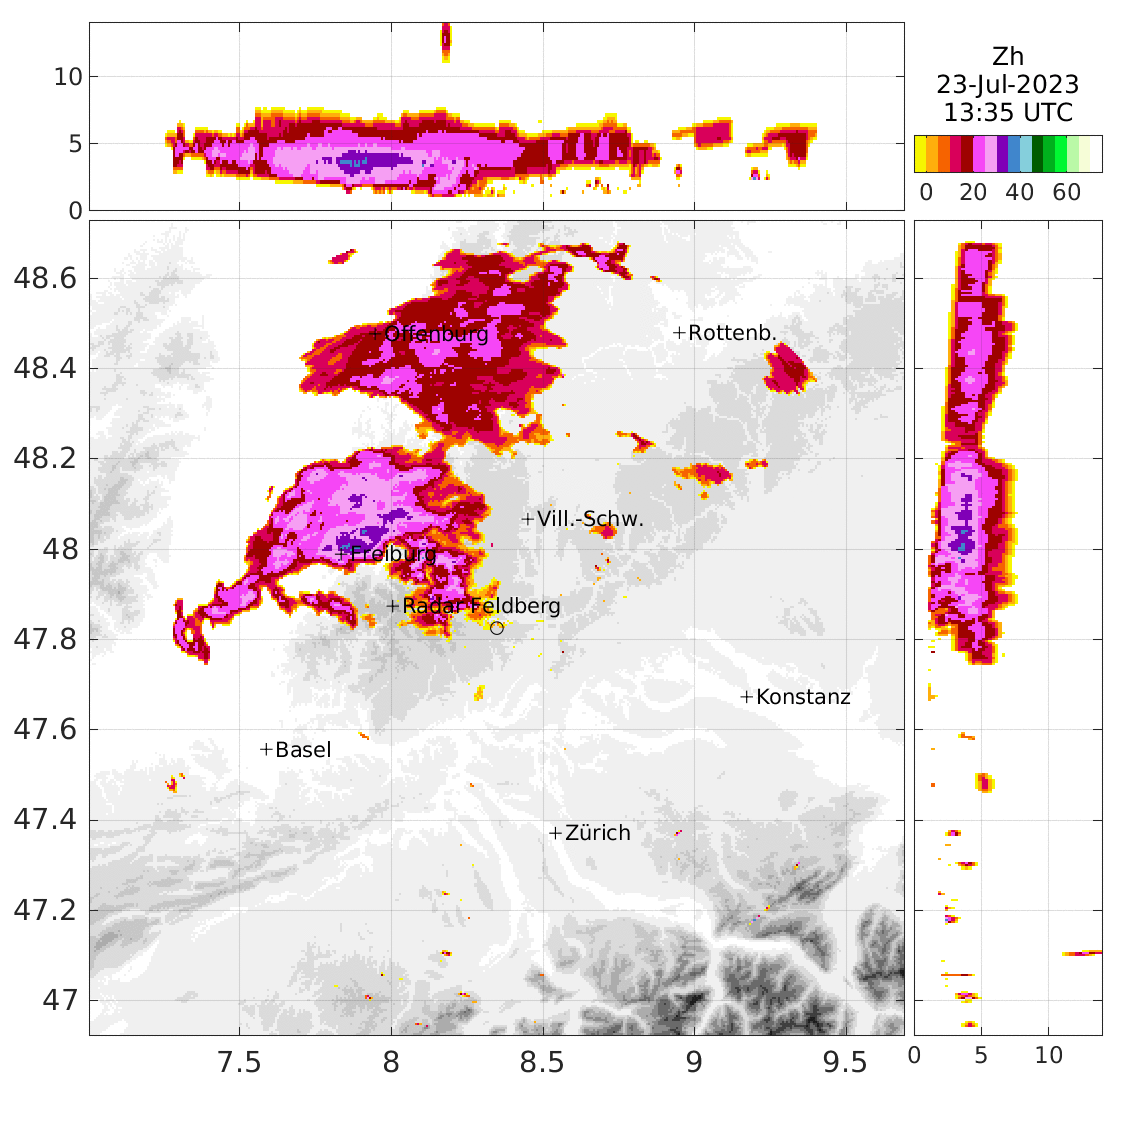 10
5
0
Zh
23-Jul-2023
13:35 UTC
0 20 40 60
48.6
48.4
48.2
48
47.8
47.6
47.4
47.2
47
Offenburg
Rottenb.
Vill.-Schw.
Freiburg
Radar Feldberg
Konstanz
Basel
Zürich
7.5 8 8.5 9 9.5
0 5 10